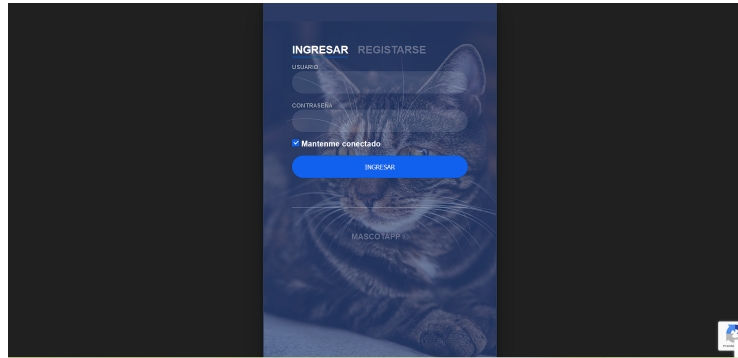 INGRESAR REGISTARSE
USUARIO
CONTRASEÑA
Mantenme conectado
INGRESAR
MASCOTAPP